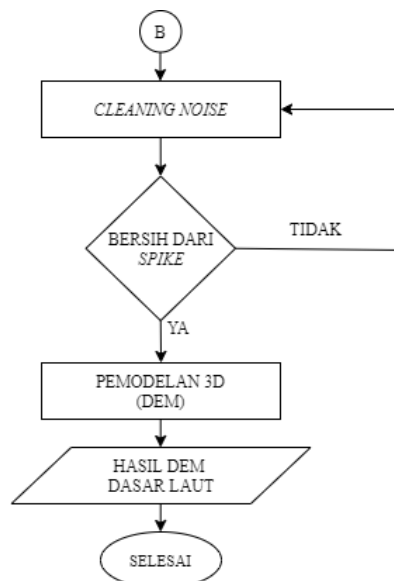 B
CLEANING NOISE
BERSIH DARI
SPIKE
TIDAK
YA
PEMODELAN 3D
(DEM)
HASIL DEM
DASAR LAUT
SELESAI